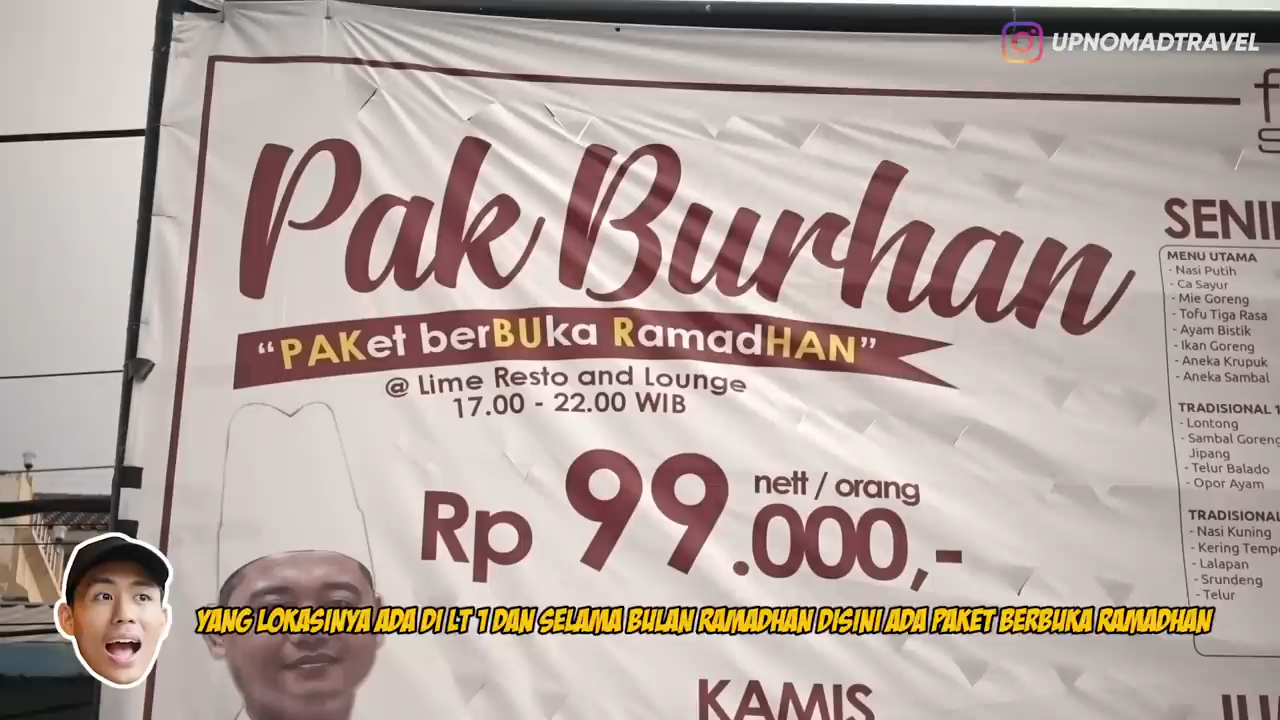 UPNOMADTRAVEL
Pak Burhan
"PAKet berBUka RamadHAN"
@ Lime Resto and Lounge
17.00 - 22.00 WIB
Rp 99.000,-
nett / orang
MENU UTAMA
- Nasi Putih
- Ca Sayur
- Mie Goreng
- Tofu Tiga Rasa
- Ayam Bistik
- Ikan Goreng
- Aneka Krupuk
- Aneka Sambal
TRADISIONAL 1
- Lontong
- Sambal Goreng
Jipang
- Telur Balado
- Opor Ayam
TRADISIONAL
- Nasi Kuning
- Kering Tempe
- Lalapan
- Srundeng
- Telur
YANG LOKASINYA ADA DI LT 1 DAN SELAMA BULAN RAMADHAN DISINI ADA PAKET BERBUKA RAMADHAN
KAMIS